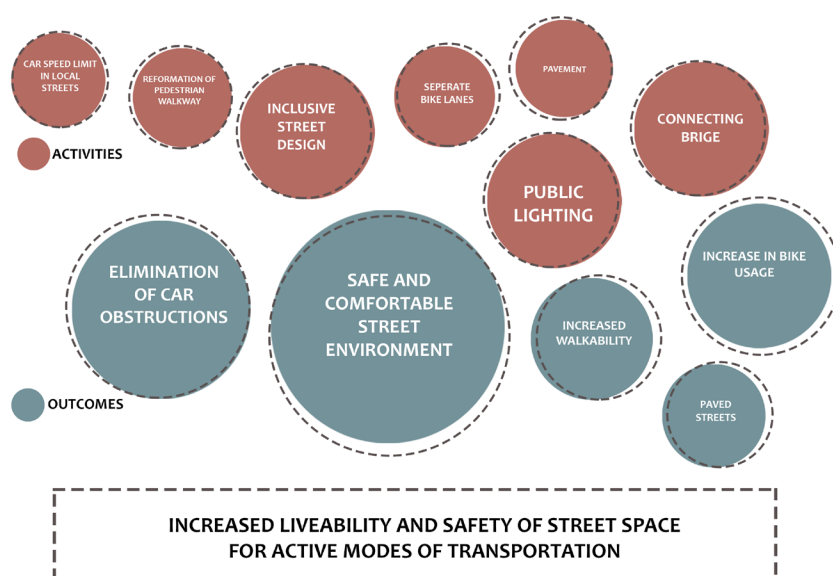 CAR SPEED LIMIT
IN LOCAL
STREETS
REFORMATION OF
PEDESTRIAN
WALKWAY
INCLUSIVE
STREET
DESIGN
SEPERATE
BIKE LANES
PAVEMENT
CONNECTING
BRIGE
PUBLIC
LIGHTING
ACTIVITIES
ELIMINATION
OF CAR
OBSTRUCTIONS
SAFE AND
COMFORTABLE
STREET
ENVIRONMENT
INCREASED
WALKABILITY
INCREASE IN BIKE
USAGE
PAVED
STREETS
OUTCOMES
INCREASED LIVEABILITY AND SAFETY OF STREET SPACE
FOR ACTIVE MODES OF TRANSPORTATION